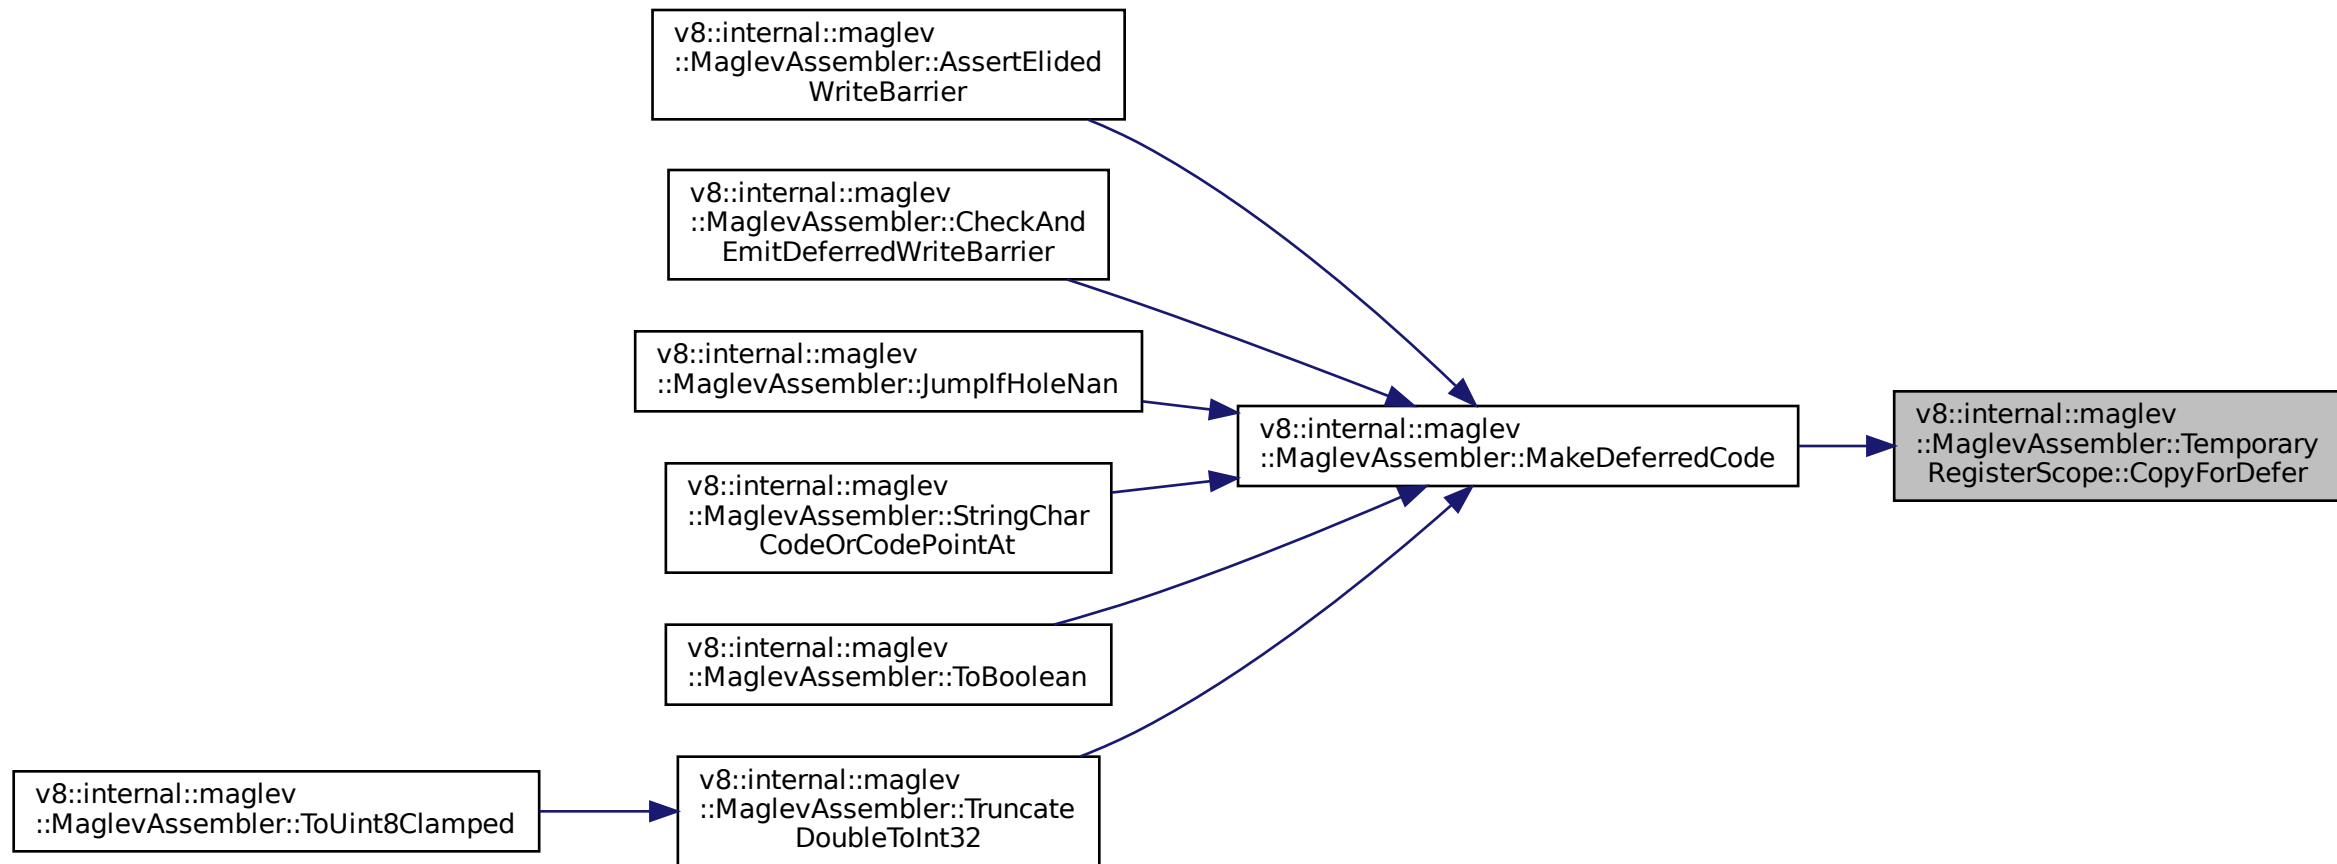 v8::internal::maglev
::MaglevAssembler::AssertElided
WriteBarrier
v8::internal::maglev
::MaglevAssembler::CheckAnd
EmitDeferredWriteBarrier
v8::internal::maglev
::MaglevAssembler::JumpIfHoleNan
v8::internal::maglev
::MaglevAssembler::StringChar
CodeOrCodePointAt
v8::internal::maglev
::MaglevAssembler::ToBoolean
v8::internal::maglev
::MaglevAssembler::ToUint8Clamped
v8::internal::maglev
::MaglevAssembler::Truncate
DoubleToInt32
v8::internal::maglev
::MaglevAssembler::MakeDeferredCode
v8::internal::maglev
::MaglevAssembler::Temporary
RegisterScope::CopyForDefer